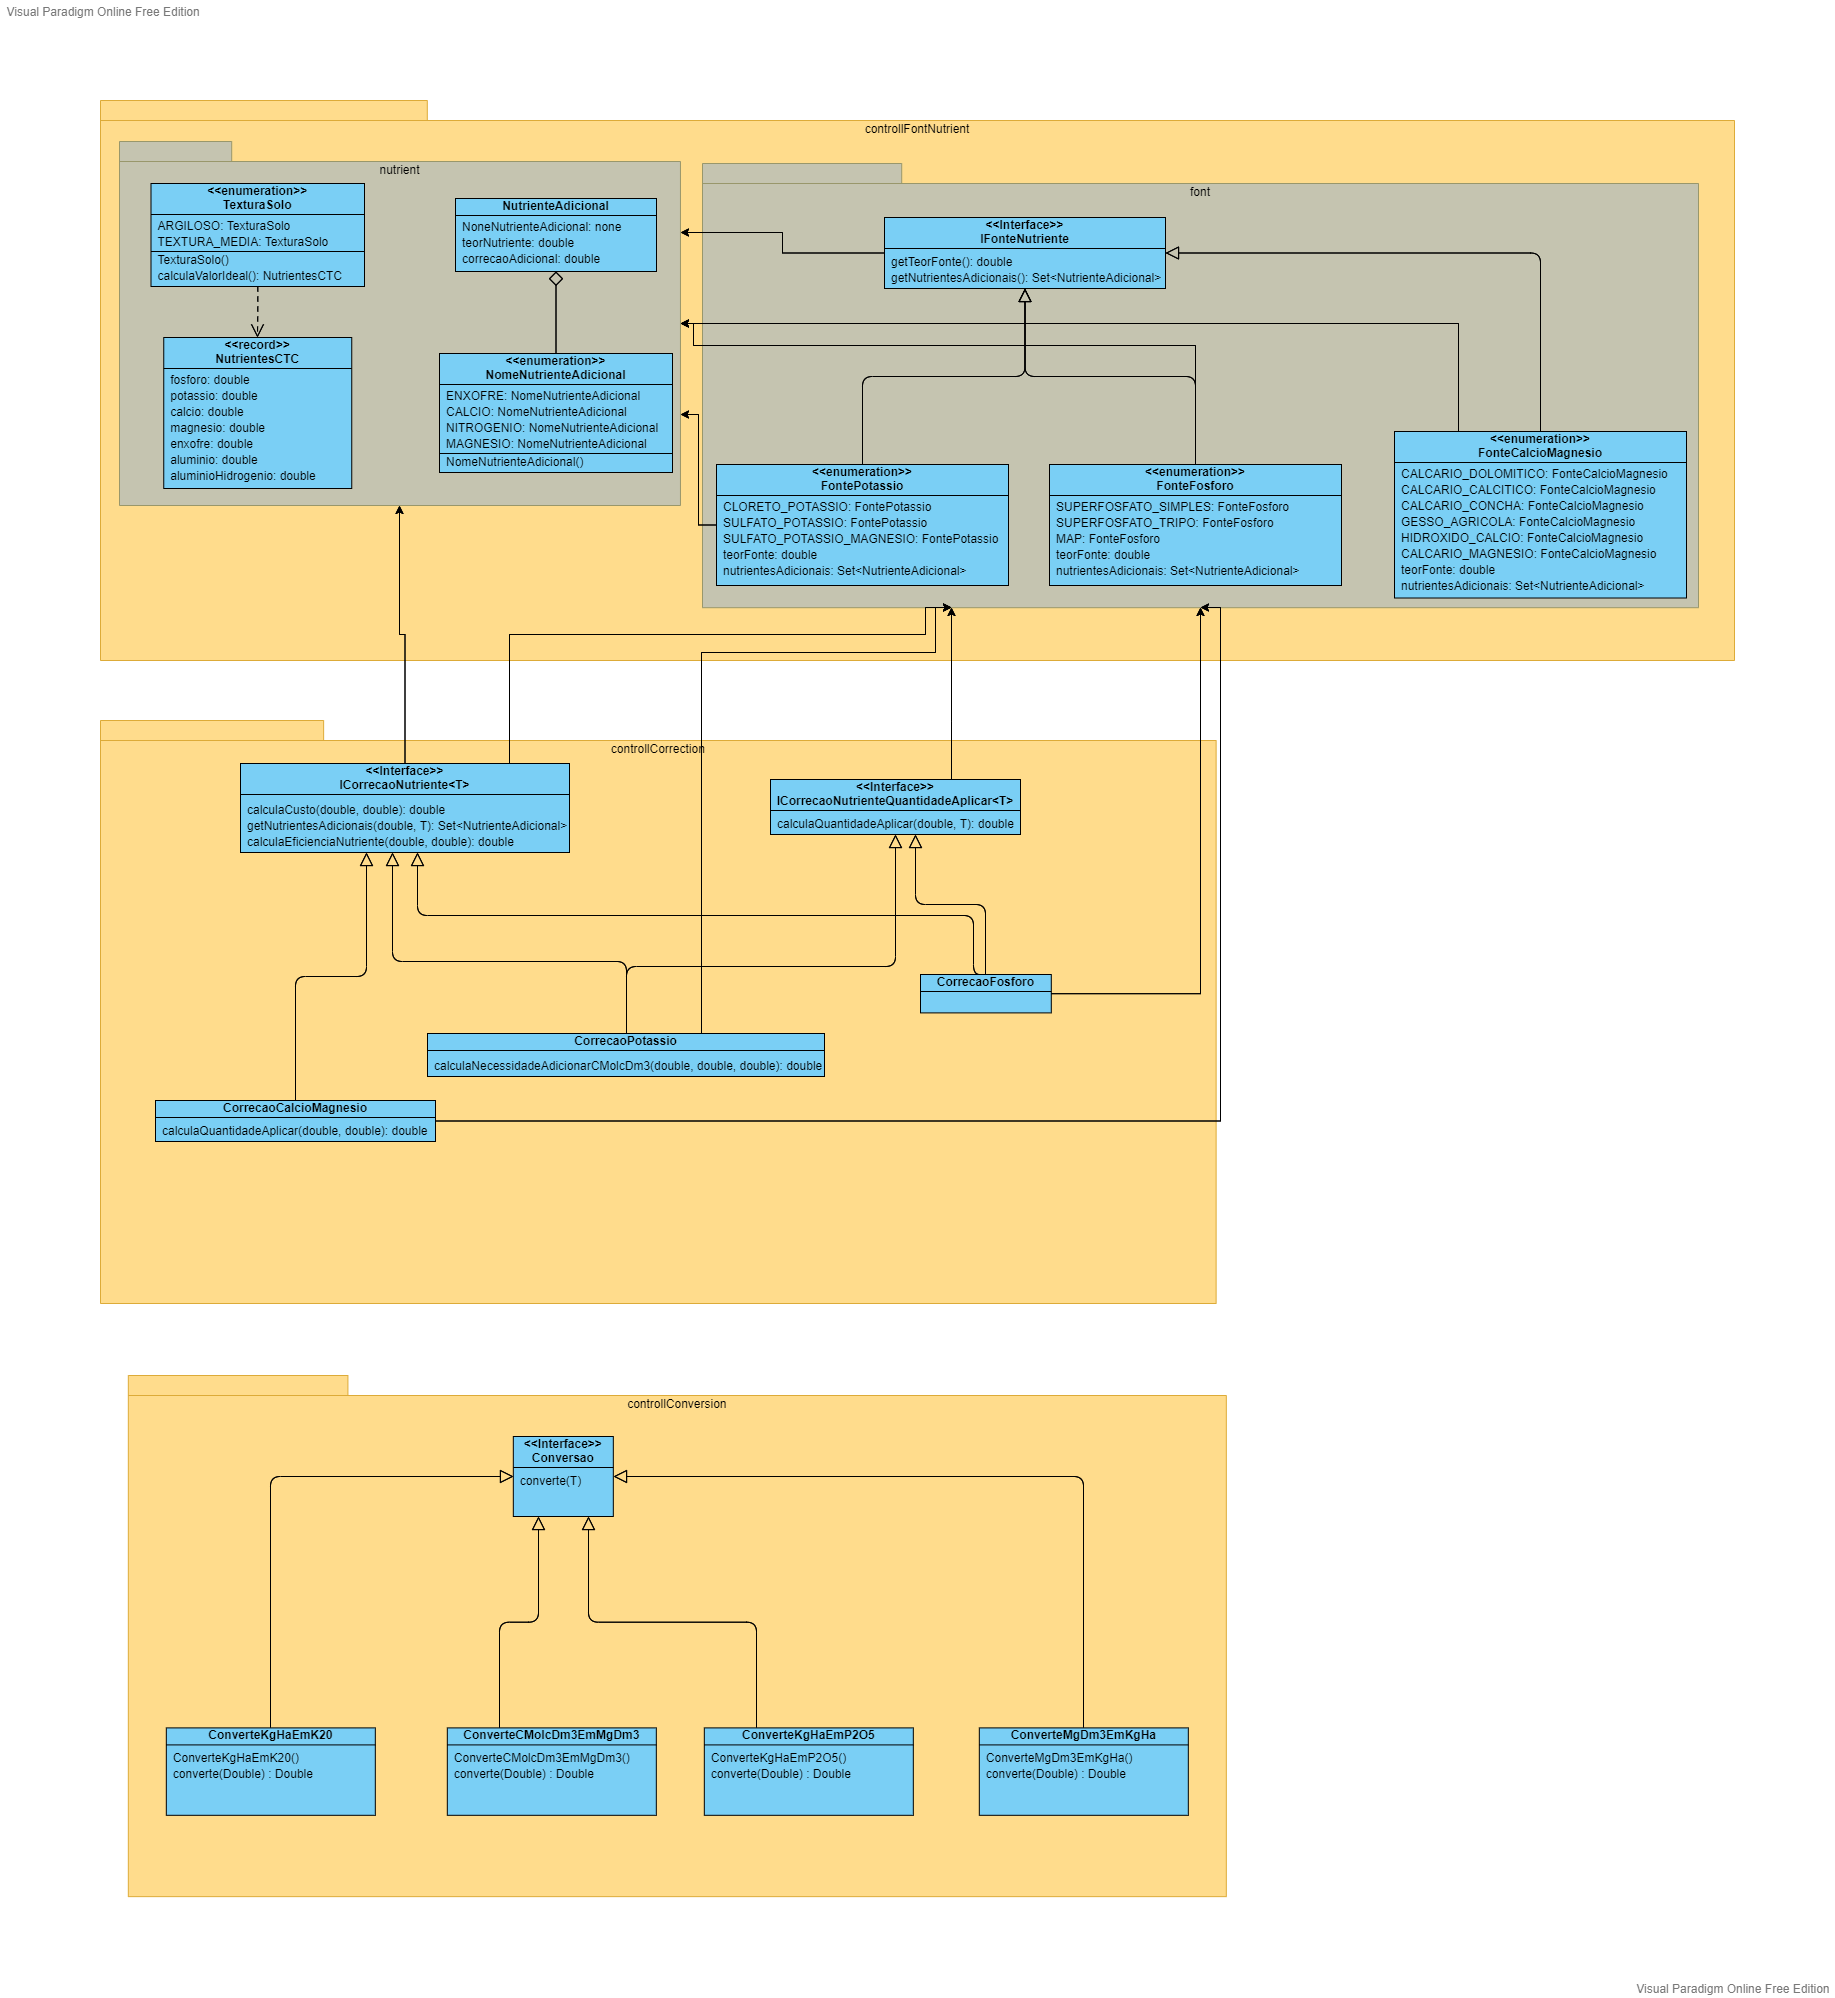 Visual Paradigm Online Free Edition
controllFontNutrient
nutrient
<<enumeration>>
TexturaSolo
ARGILOSO: TexturaSolo
TEXTURA_MEDIA: TexturaSolo
TexturaSolo()
calculaValorIdeal(): NutrientesCTC
NutrienteAdicional
NoneNutrienteAdicional: none
teorNutriente: double
correcaoAdicional: double
<<record>>
NutrientesCTC
fosforo: double
potassio: double
calcio: double
magnesio: double
enxofre: double
aluminio: double
aluminioHidrogenio: double
<<enumeration>>
NomeNutrienteAdicional
ENXOFRE: NomeNutrienteAdicional
CALCIO: NomeNutrienteAdicional
NITROGENIO: NomeNutrienteAdicional
MAGNESIO: NomeNutrienteAdicional
NomeNutrienteAdicional()
font
<<Interface>>
IFonteNutriente
getTeorFonte(): double
getNutrientesAdicionais(): Set<NutrienteAdicional>
<<enumeration>>
FontePotassio
CLORETO_POTASSIO: FontePotassio
SULFATO_POTASSIO: FontePotassio
SULFATO_POTASSIO_MAGNESIO: FontePotassio
teorFonte: double
nutrientesAdicionais: Set<NutrienteAdicional>
<<enumeration>>
FonteFosforo
SUPERFOSFATO_SIMPLES: FonteFosforo
SUPERFOSFATO_TRIPO: FonteFosforo
MAP: FonteFosforo
teorFonte: double
nutrientesAdicionais: Set<NutrienteAdicional>
<<enumeration>>
FonteCalcioMagnesio
CALCARIO_DOLOMITICO: FonteCalcioMagnesio
CALCARIO_CALCITICO: FonteCalcioMagnesio
CALCARIO_CONCHA: FonteCalcioMagnesio
GESSO_AGRICOLA: FonteCalcioMagnesio
HIDROXIDO_CALCIO: FonteCalcioMagnesio
CALCARIO_MAGNESIO: FonteCalcioMagnesio
teorFonte: double
nutrientesAdicionais: Set<NutrienteAdicional>
controllCorrection
<<Interface>>
ICorrecaoNutriente<T>
calculaCusto(double, double): double
getNutrientesAdicionais(double, T): Set<NutrienteAdicional>
calculaEficienciaNutriente(double, double): double
<<Interface>>
ICorrecaoNutrienteQuantidadeAplicar<T>
calculaQuantidadeAplicar(double, T): double
CorrecaoFosforo
CorrecaoPotassio
calculaNecessidadeAdicionarCMolcDm3(double, double, double): double
CorrecaoCalcioMagnesio
calculaQuantidadeAplicar(double, double): double
controllConversion
<<Interface>>
Conversao
converte(T)
ConverteKgHaEmK20
ConverteKgHaEmK20()
converte(Double) : Double
ConverteCMolcDm3EmMgDm3
ConverteCMolcDm3EmMgDm3()
converte(Double) : Double
ConverteKgHaEmP2O5
ConverteKgHaEmP2O5()
converte(Double) : Double
ConverteMgDm3EmKgHa
ConverteMgDm3EmKgHa()
converte(Double) : Double
Visual Paradigm Online Free Edition